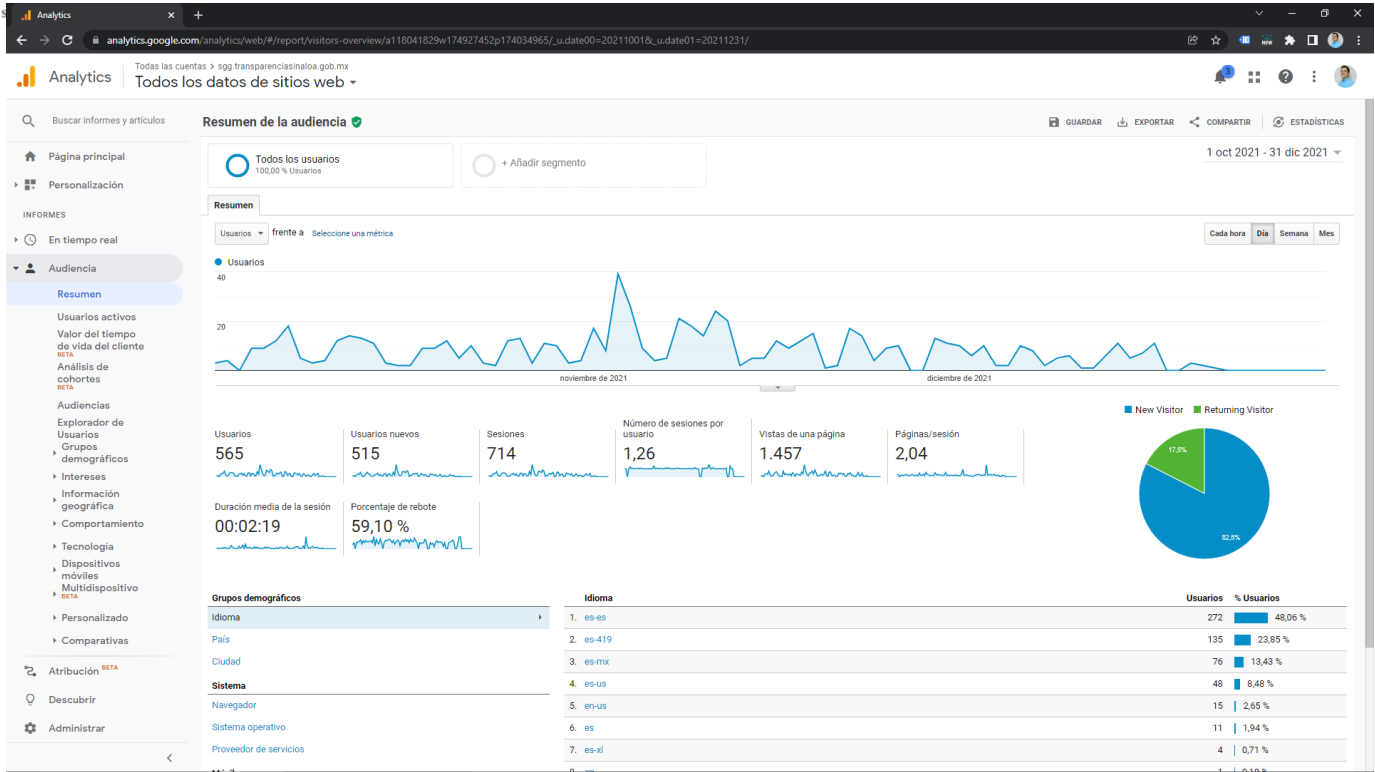 Analytics
analytics.google.com/analytics/web/#/report/visitors-overview/a118041829w174927452p174034965/_u.date00=20211001&_u.date01=20211231/
NEW
Analytics
Todas las cuentas > sgg.transparenciasinaloa.gob.mx
Todos los datos de sitios web
3
Buscar informes y artículos
Página principal
Personalización
INFORMES
En tiempo real
Audiencia
Resumen
Usuarios activos
Valor del tiempo
de vida del cliente
BETA
Análisis de
cohortes
BETA
Audiencias
Explorador de
Usuarios
Grupos
demográficos
Intereses
Información
geográfica
Comportamiento
Tecnología
Dispositivos
móviles
Multidispositivo
BETA
Personalizado
Comparativas
Atribución BETA
Descubrir
Administrar
Resumen de la audiencia
GUARDAR EXPORTAR COMPARTIR ESTADÍSTICAS
Todos los usuarios
100,00 % Usuarios
+ Añadir segmento
1 oct 2021 - 31 dic 2021
Resumen
Usuarios frente a Seleccione una métrica
Cada hora Día Semana Mes
Usuarios
40
20
noviembre de 2021 diciembre de 2021
New Visitor Returning Visitor
17,5%
82,5%
Usuarios
565
Usuarios nuevos
515
Sesiones
714
Número de sesiones por
usuario
1,26
Vistas de una página
1.457
Páginas/sesión
2,04
Duración media de la sesión
00:02:19
Porcentaje de rebote
59,10 %
Grupos demográficos
Idioma
País
Ciudad
Sistema
Navegador
Sistema operativo
Proveedor de servicios
Idioma Usuarios % Usuarios
1. es-es 272 48,06 %
2. es-419 135 23,85 %
3. es-mx 76 13,43 %
4. es-us 48 8,48 %
5. en-us 15 2,65 %
6. es 11 1,94 %
7. es-xl 4 0,71 %